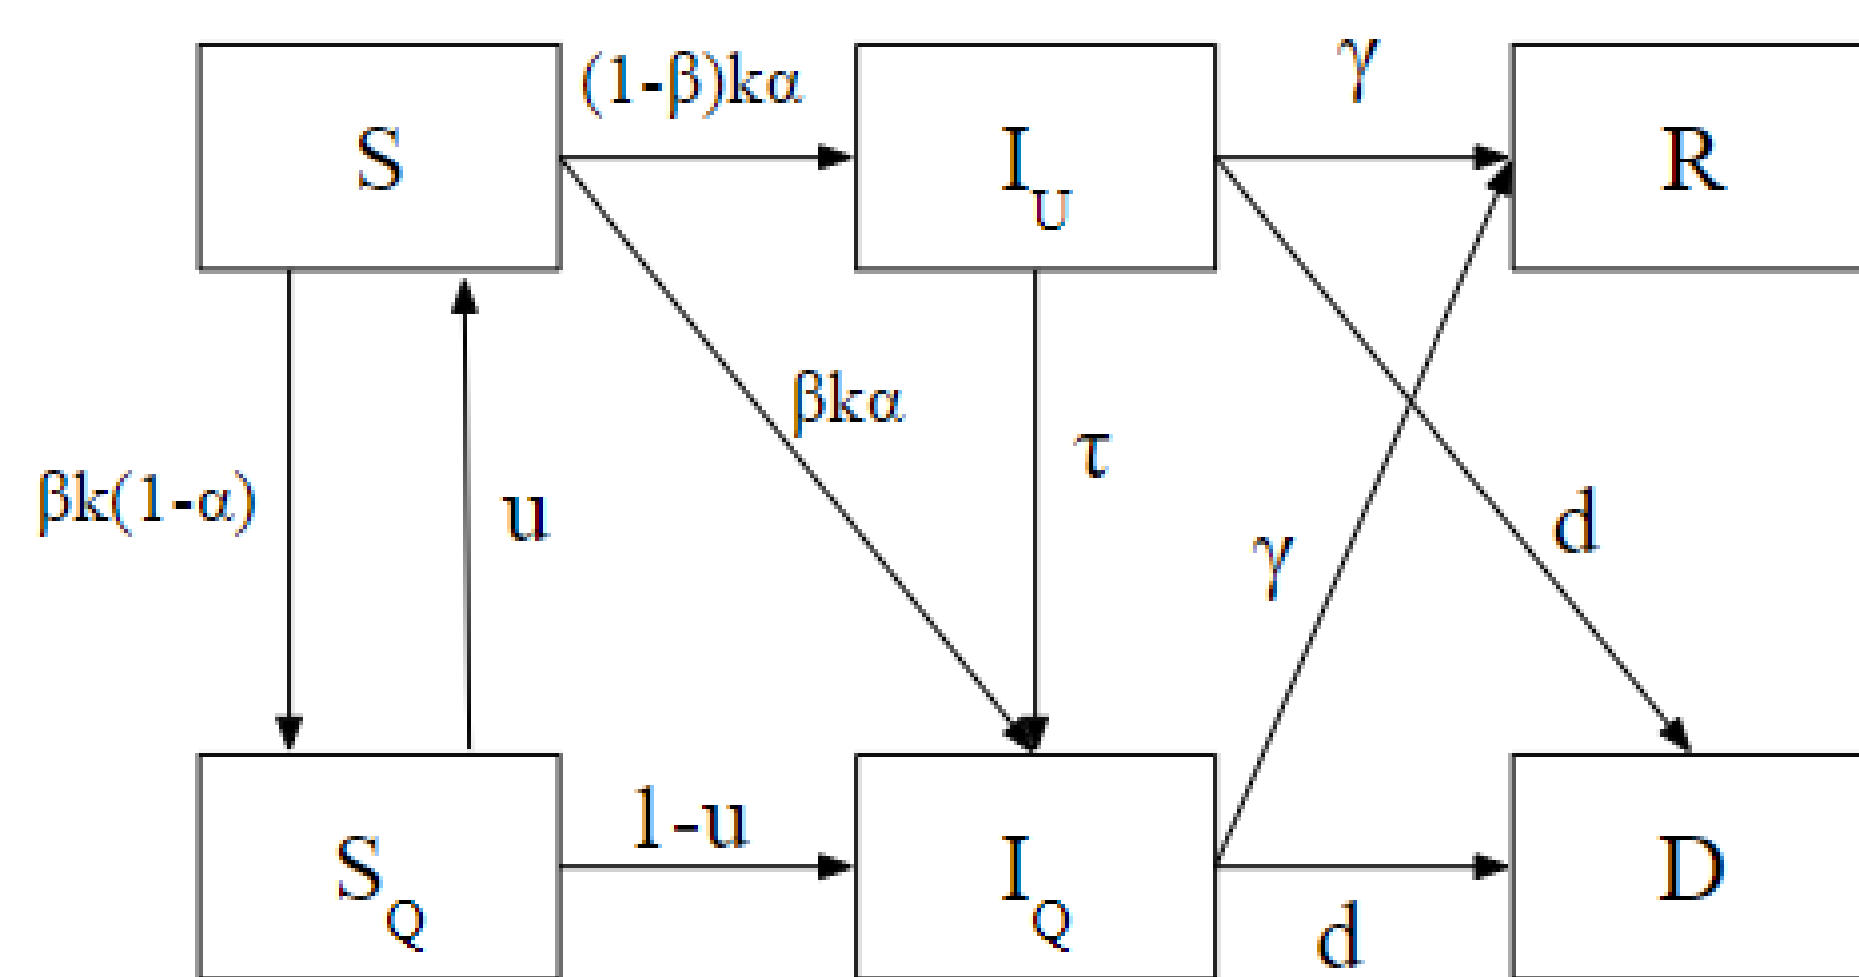 (1-β)kα
γ
S
I_U
R
βkα
τ
βk(1-α)
u
d
γ
1-u
S_Q
I_Q
D
d